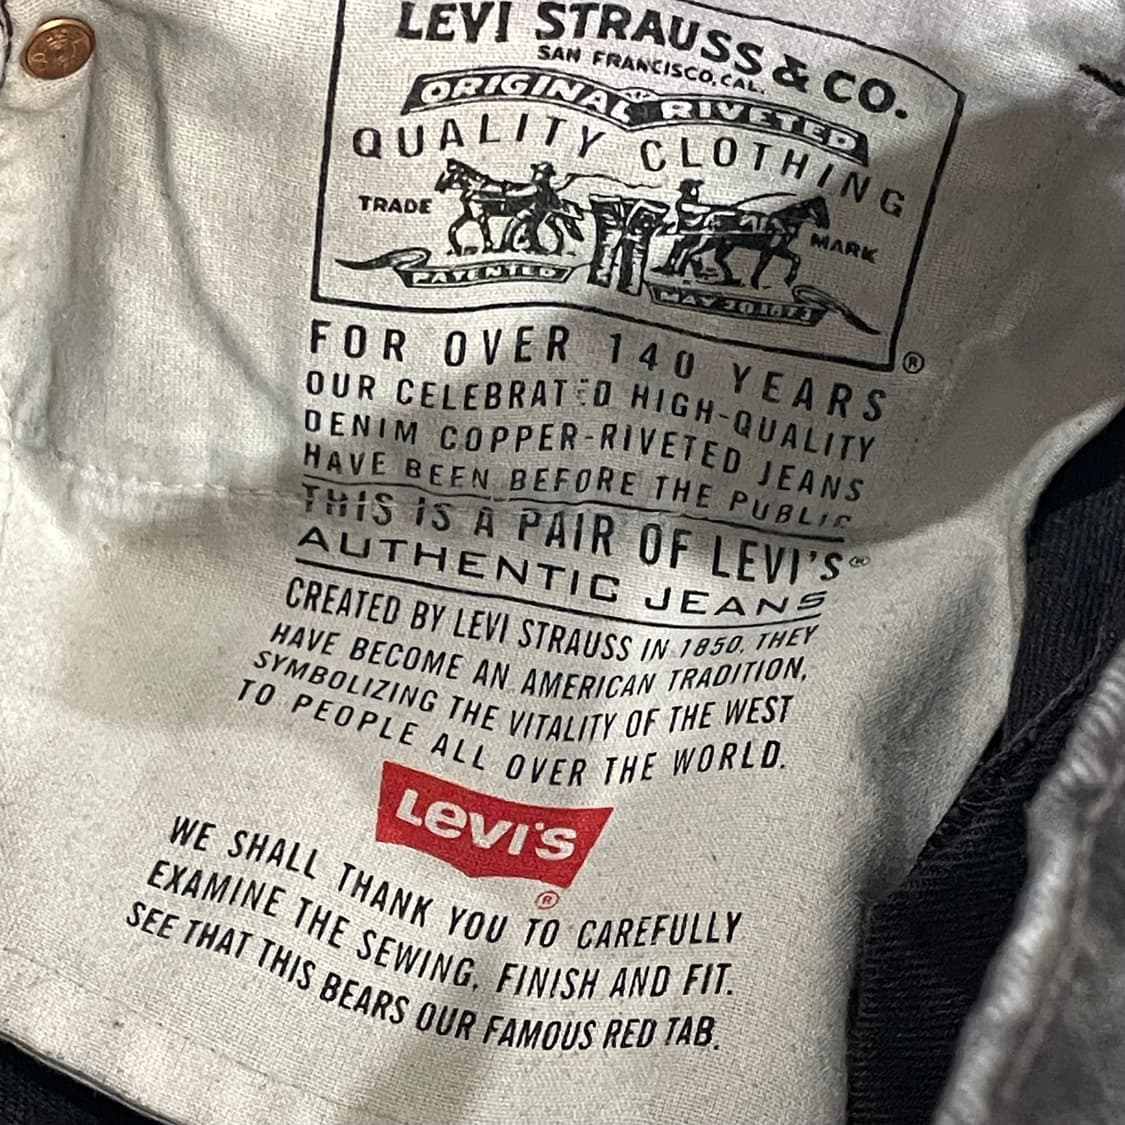 LEVI STRAUSS & CO.
SAN FRANCISCO, CAL.
ORIGINAL RIVETED
QUALITY CLOTHING
TRADE MARK
PATENTED MAY 20 1873
®
FOR OVER 140 YEARS
OUR CELEBRATED HIGH-QUALITY
DENIM COPPER-RIVETED JEANS
HAVE BEEN BEFORE THE PUBLIC
THIS IS A PAIR OF LEVI'S®
AUTHENTIC JEANS
CREATED BY LEVI STRAUSS IN 1850, THEY
HAVE BECOME AN AMERICAN TRADITION,
SYMBOLIZING THE VITALITY OF THE WEST
TO PEOPLE ALL OVER THE WORLD.
Levi's
®
WE SHALL THANK YOU TO CAREFULLY
EXAMINE THE SEWING, FINISH AND FIT.
SEE THAT THIS BEARS OUR FAMOUS RED TAB.